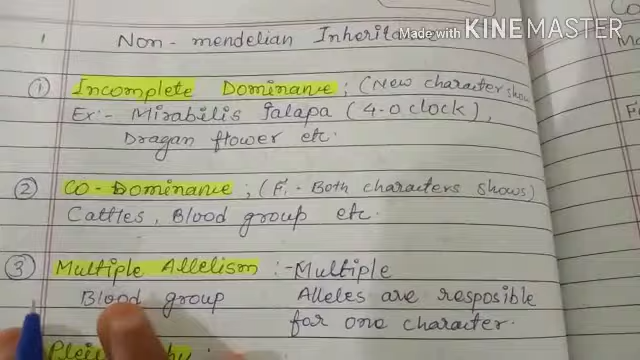 Made with KINEMASTER
Co
Non-mendelian Inheritance
① Incomplete Dominance ; (New character show
Ex:- Mirabilis Jalapa (4-0 clock),
Dragan flower etc.
② Co-Dominance ; (F₁ - Both characters shows)
Cattles, Blood group etc.
③ Multiple Allelism :- Multiple
Blood group Alleles are resposible
for one character.